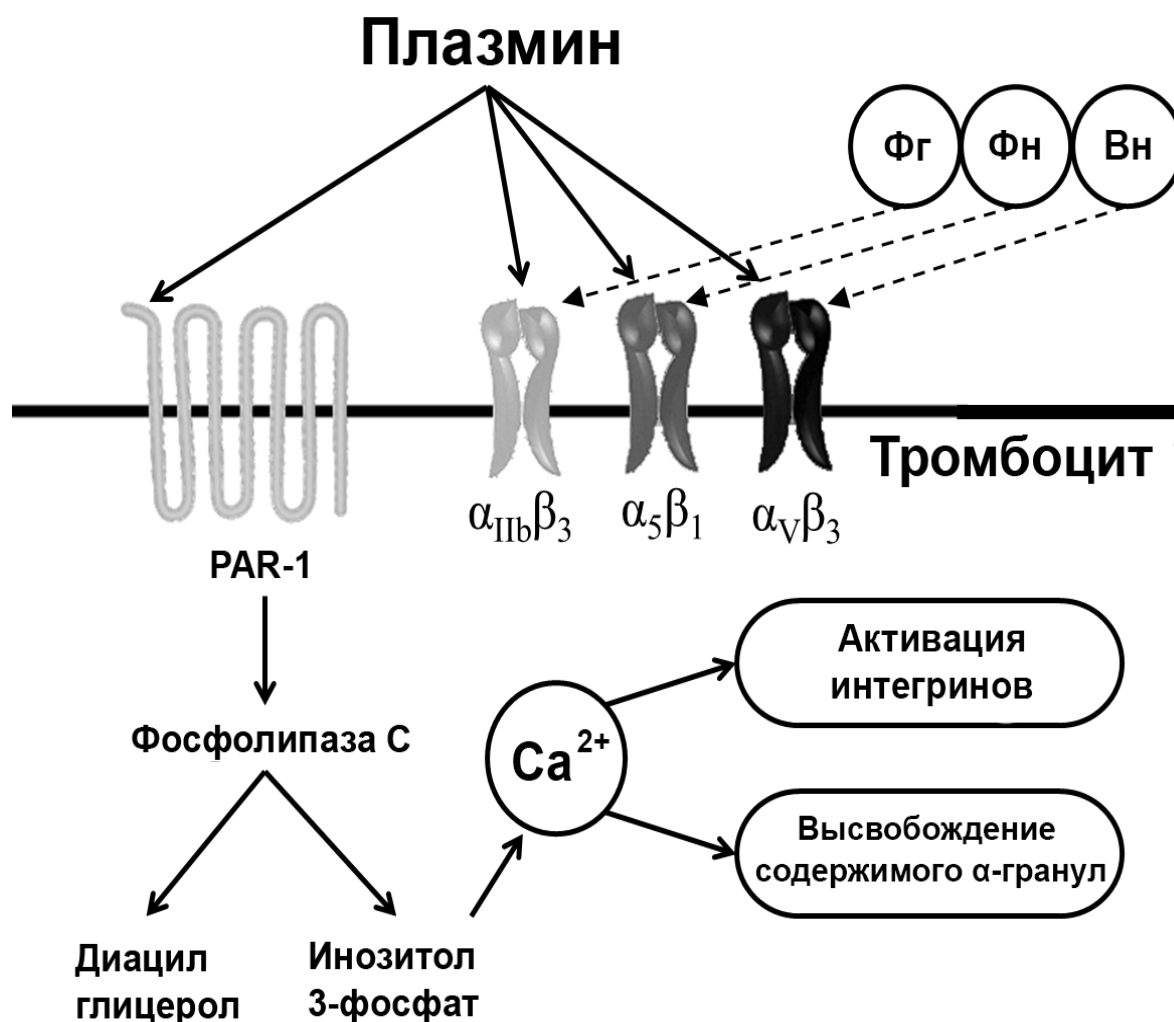 Плазмин
Фг Фн Вн
Тромбоцит
αIIbβ3 α5β1 αVβ3
PAR-1
Фосфолипаза С
Диацил
глицерол
Инозитол
3-фосфат
Ca2+
Активация
интегринов
Высвобождение
содержимого α-гранул